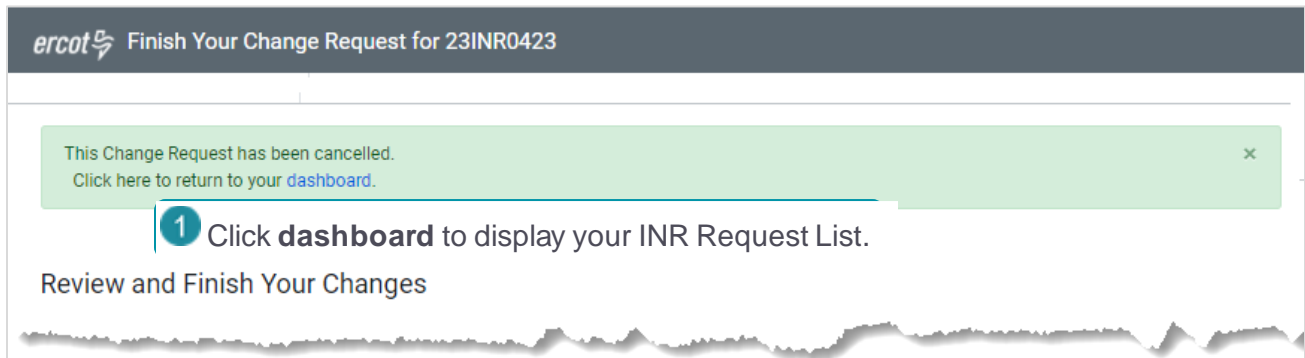 ercot Finish Your Change Request for 23INR0423
This Change Request has been cancelled. ×
Click here to return to your dashboard.
1 Click dashboard to display your INR Request List.
Review and Finish Your Changes